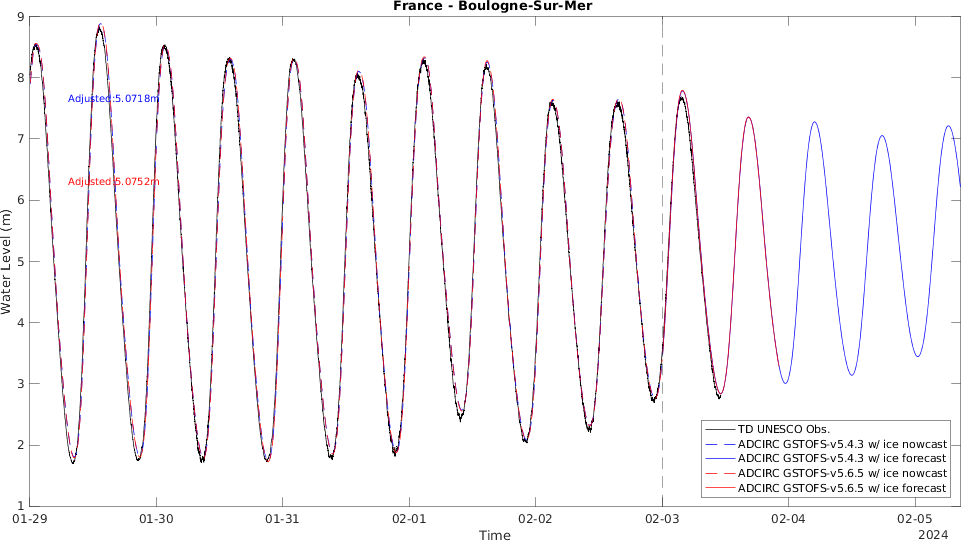 France - Boulogne-Sur-Mer
9
8
Adjusted:5.0718m
7
Adjusted:5.0752m
6
5
Water Level (m)
4
3
2
1
TD UNESCO Obs.
ADCIRC GSTOFS-v5.4.3 w/ ice nowcast
ADCIRC GSTOFS-v5.4.3 w/ ice forecast
ADCIRC GSTOFS-v5.6.5 w/ ice nowcast
ADCIRC GSTOFS-v5.6.5 w/ ice forecast
01-29 01-30 01-31 02-01 02-02 02-03 02-04 02-05
Time 2024